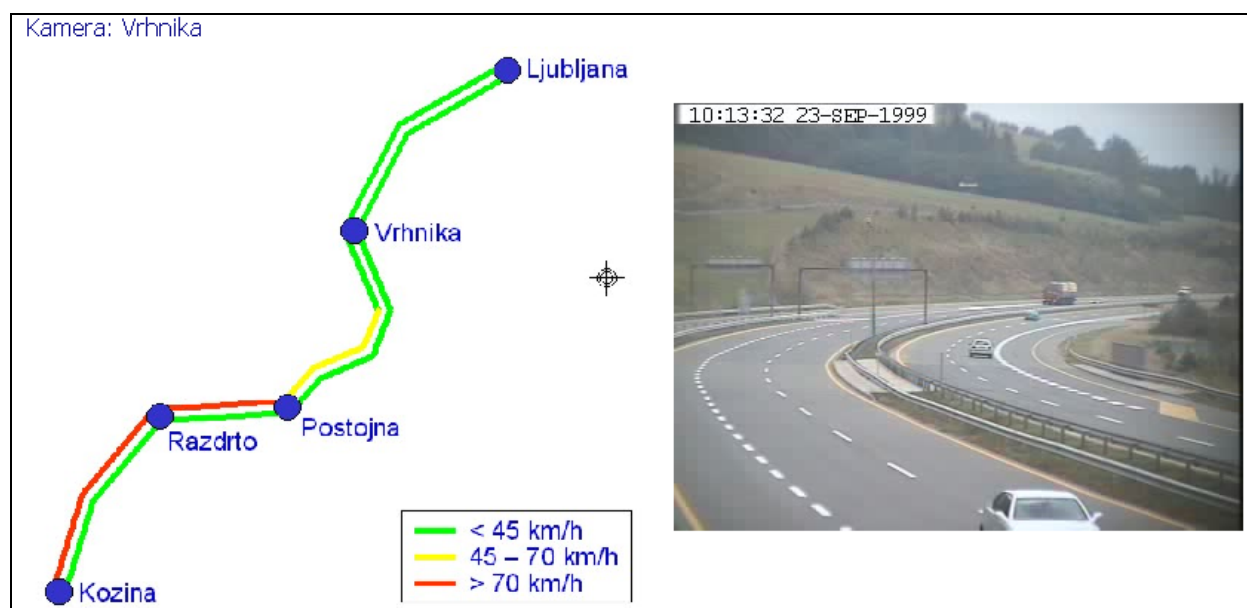 Kamera: Vrhnika
Ljubljana
10:13:32 23-SEP-1999
Vrhnika
Postojna
Razdrto
< 45 km/h
45 – 70 km/h
> 70 km/h
Kozina